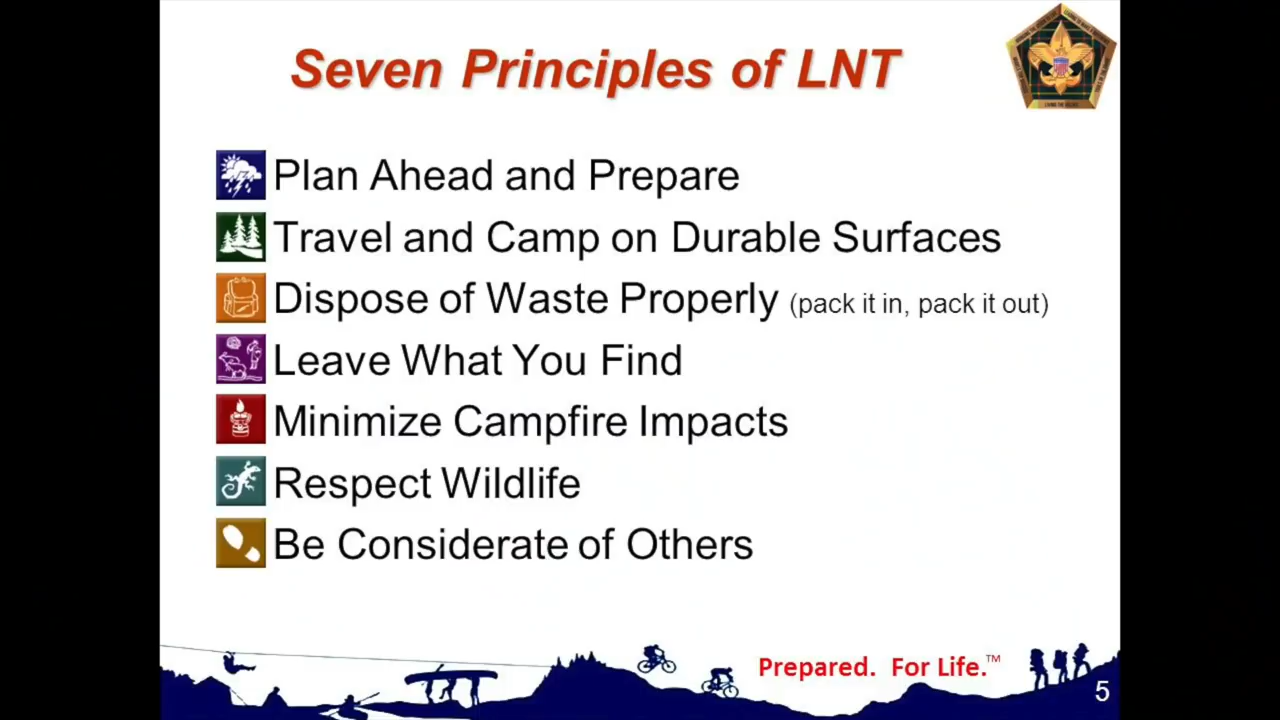 Seven Principles of LNT
Plan Ahead and Prepare
Travel and Camp on Durable Surfaces
Dispose of Waste Properly (pack it in, pack it out)
Leave What You Find
Minimize Campfire Impacts
Respect Wildlife
Be Considerate of Others
Prepared. For Life.™
5